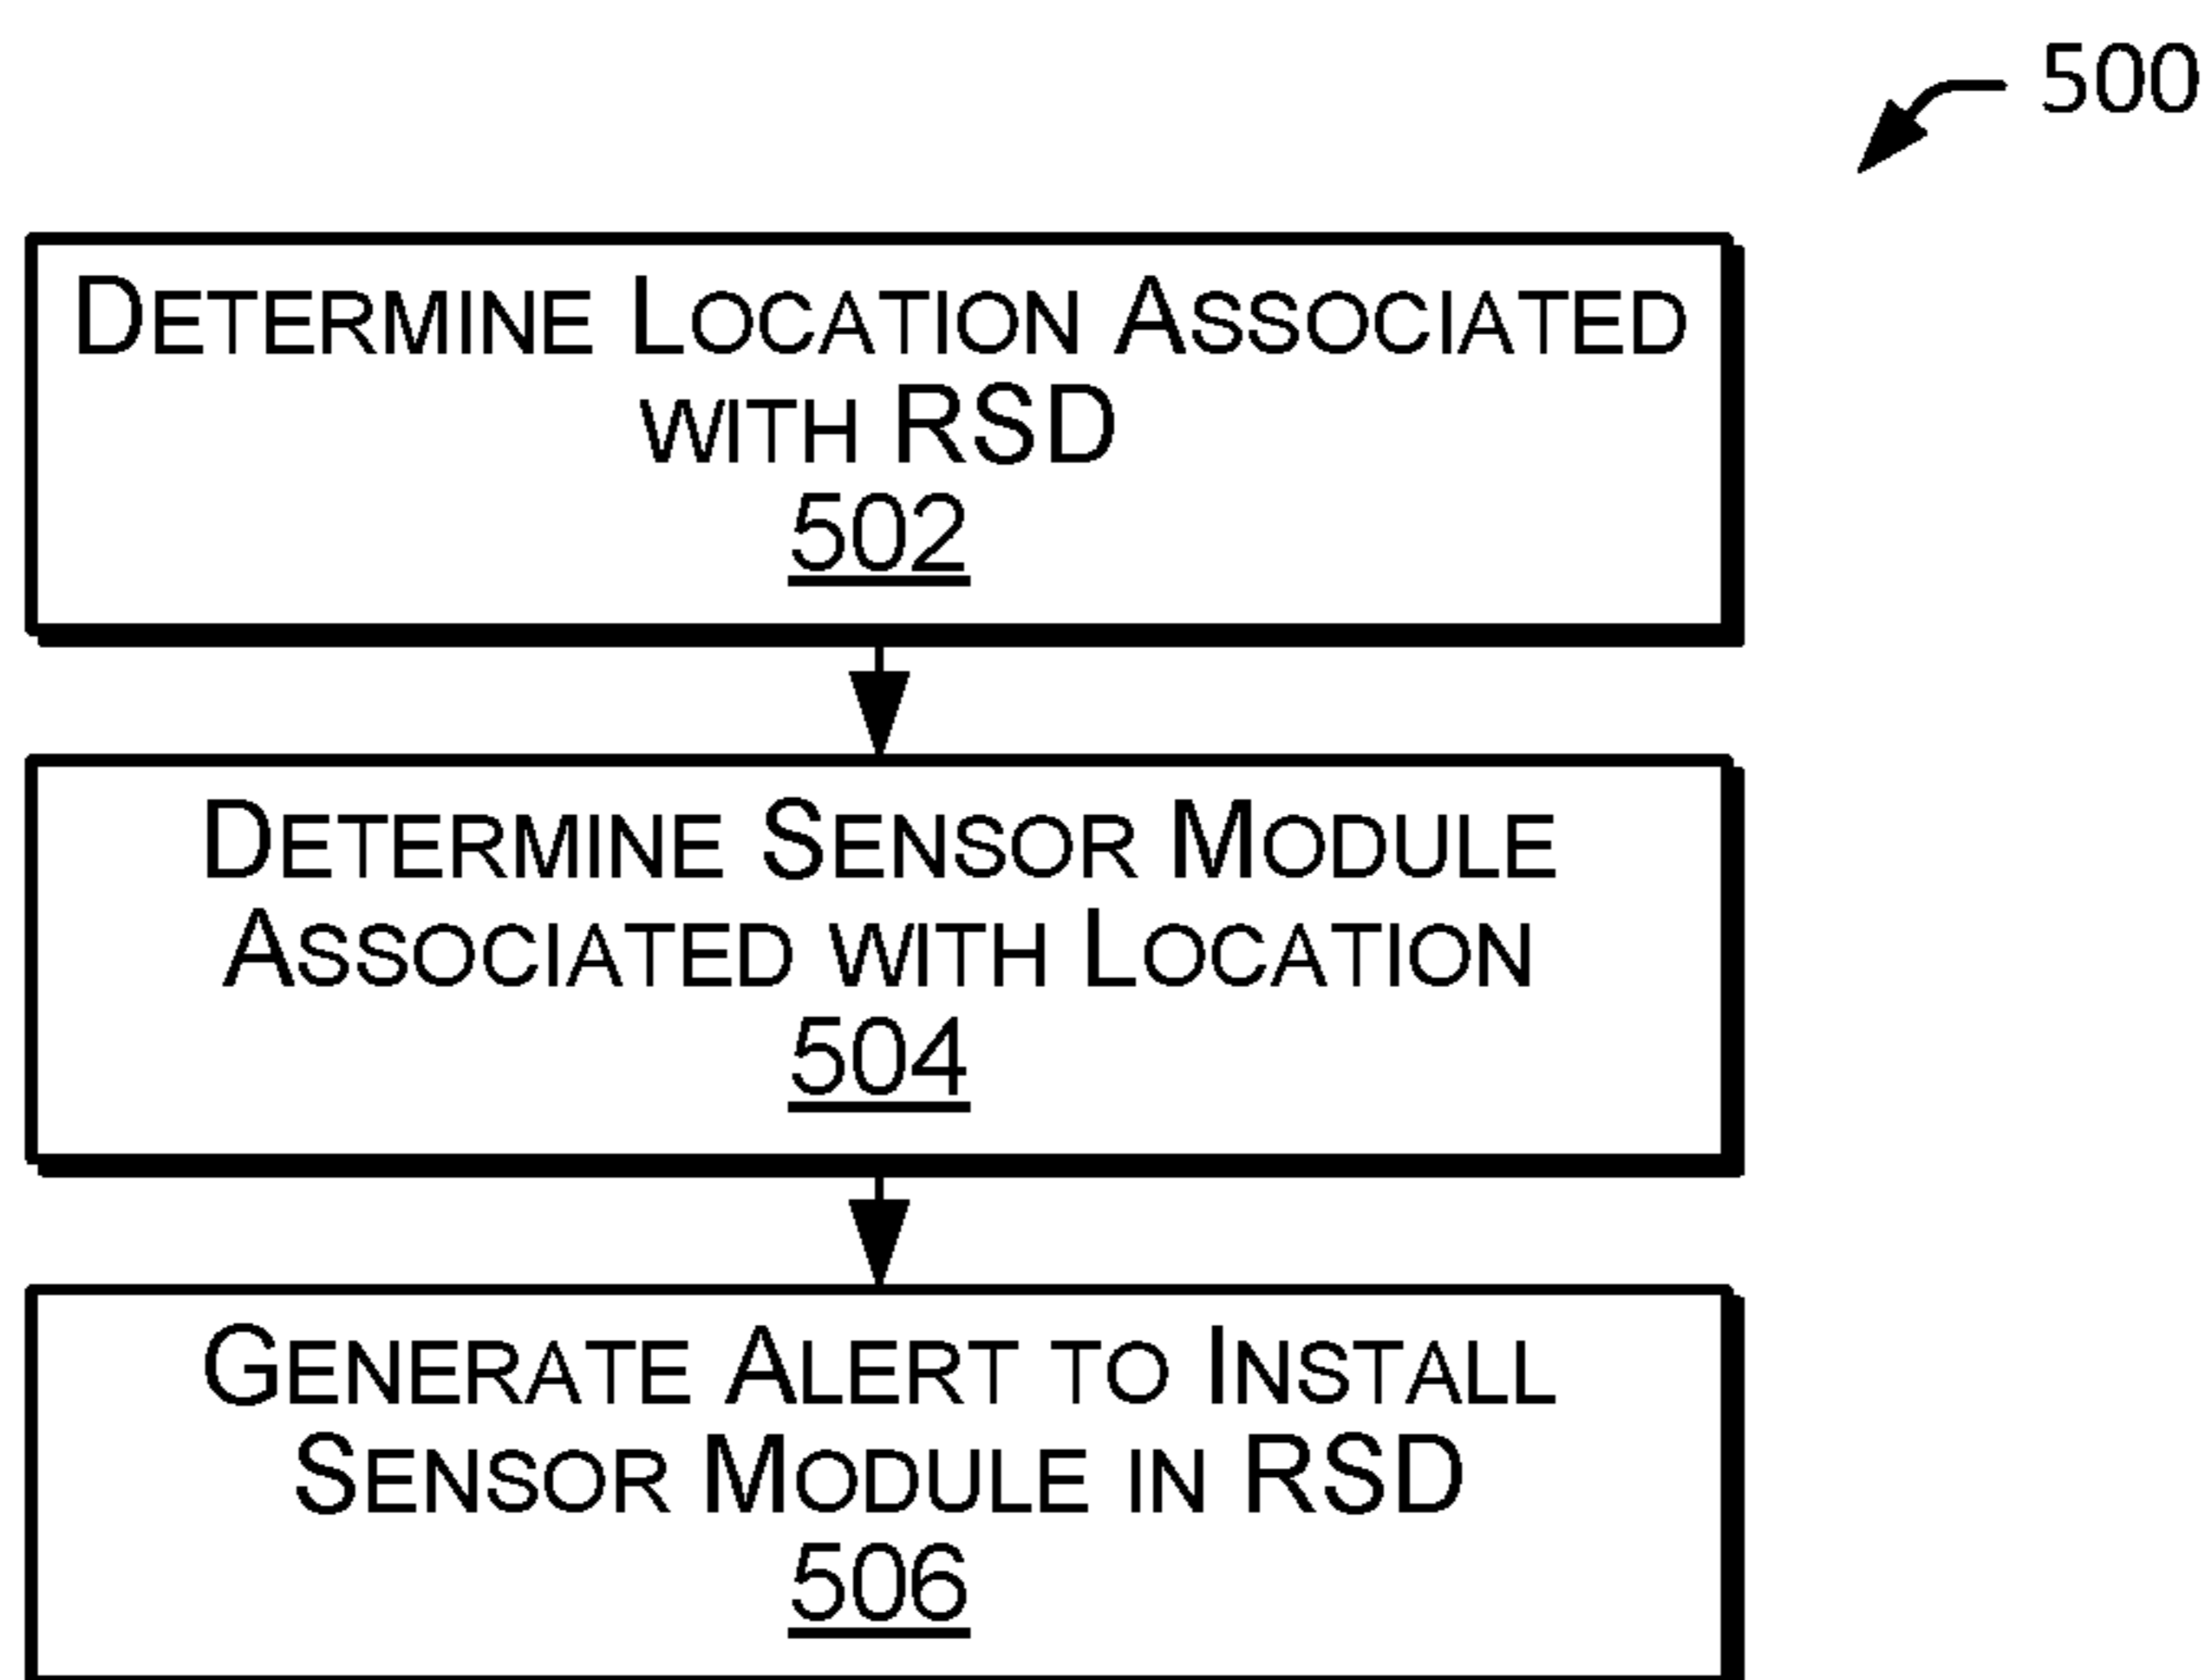 500
DETERMINE LOCATION ASSOCIATED
WITH RSD
502
DETERMINE SENSOR MODULE
ASSOCIATED WITH LOCATION
504
GENERATE ALERT TO INSTALL
SENSOR MODULE IN RSD
506